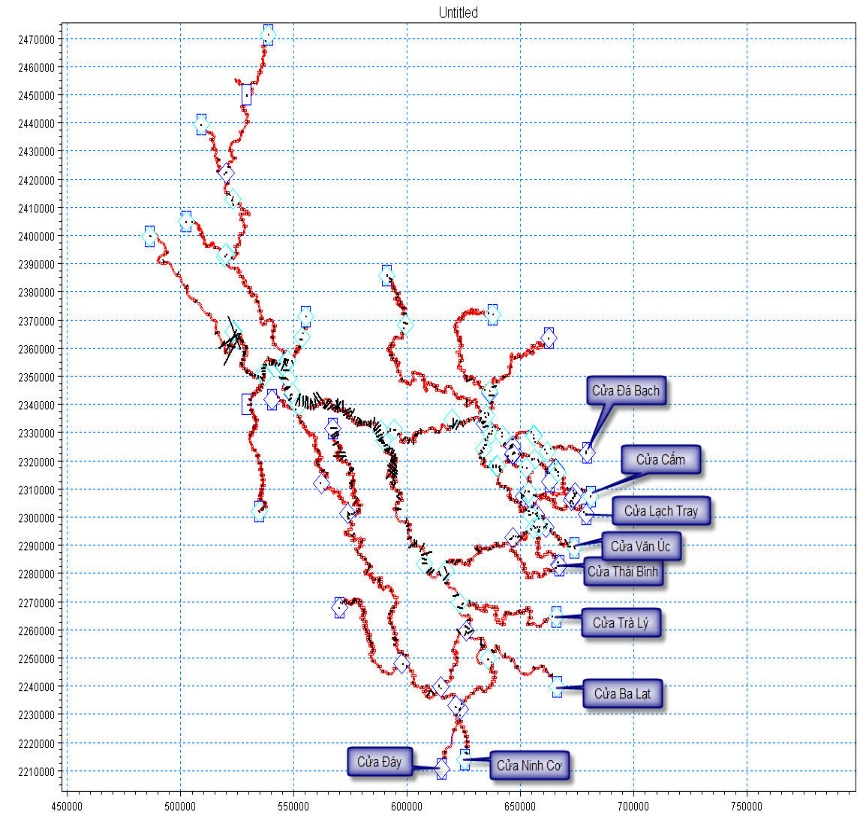 Untitled
2470000
2460000
2450000
2440000
2430000
2420000
2410000
2400000
2390000
2380000
2370000
2360000
2350000
2340000
2330000
2320000
2310000
2300000
2290000
2280000
2270000
2260000
2250000
2240000
2230000
2220000
2210000
Cửa Đá Bạch
Cửa Cấm
Cửa Lạch Tray
Cửa Văn Úc
Cửa Thái Bình
Cửa Trà Lý
Cửa Ba Lạt
Cửa Đáy
Cửa Ninh Cơ
450000 500000 550000 600000 650000 700000 750000